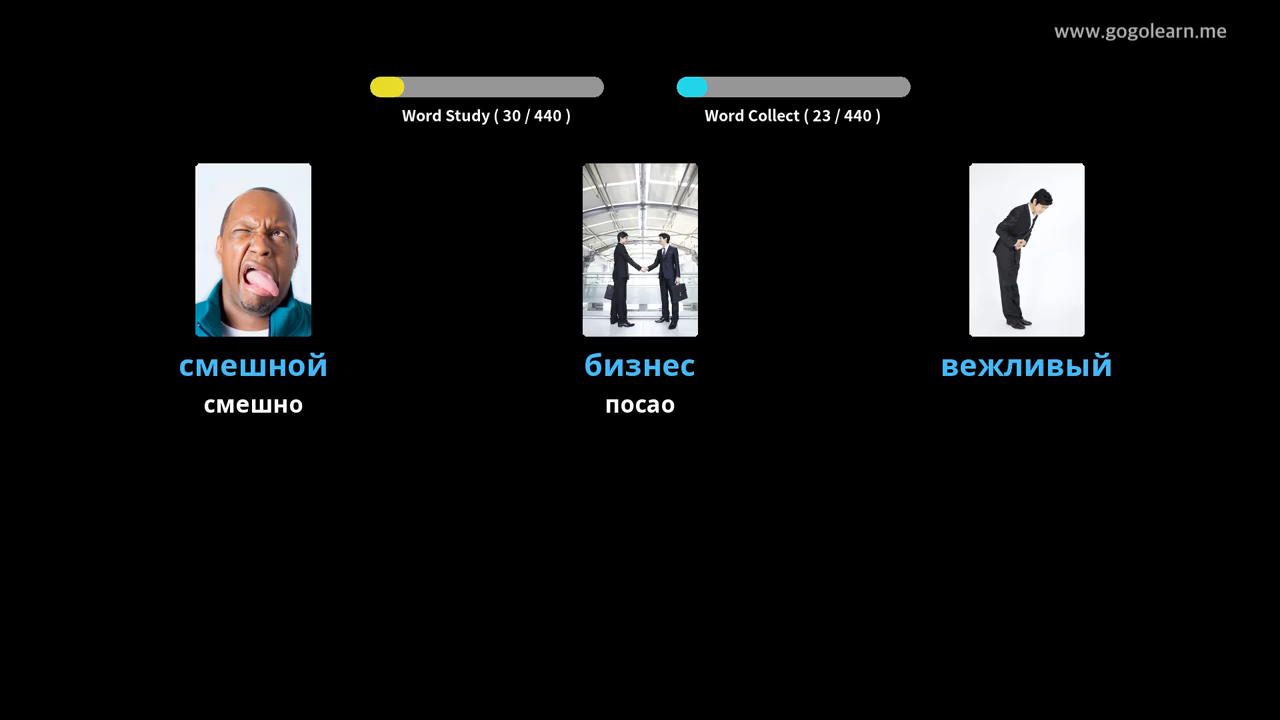 www.gogolearn.me
Word Study ( 30 / 440 )
Word Collect ( 23 / 440 )
смешной
смешно
бизнес
посао
вежливый